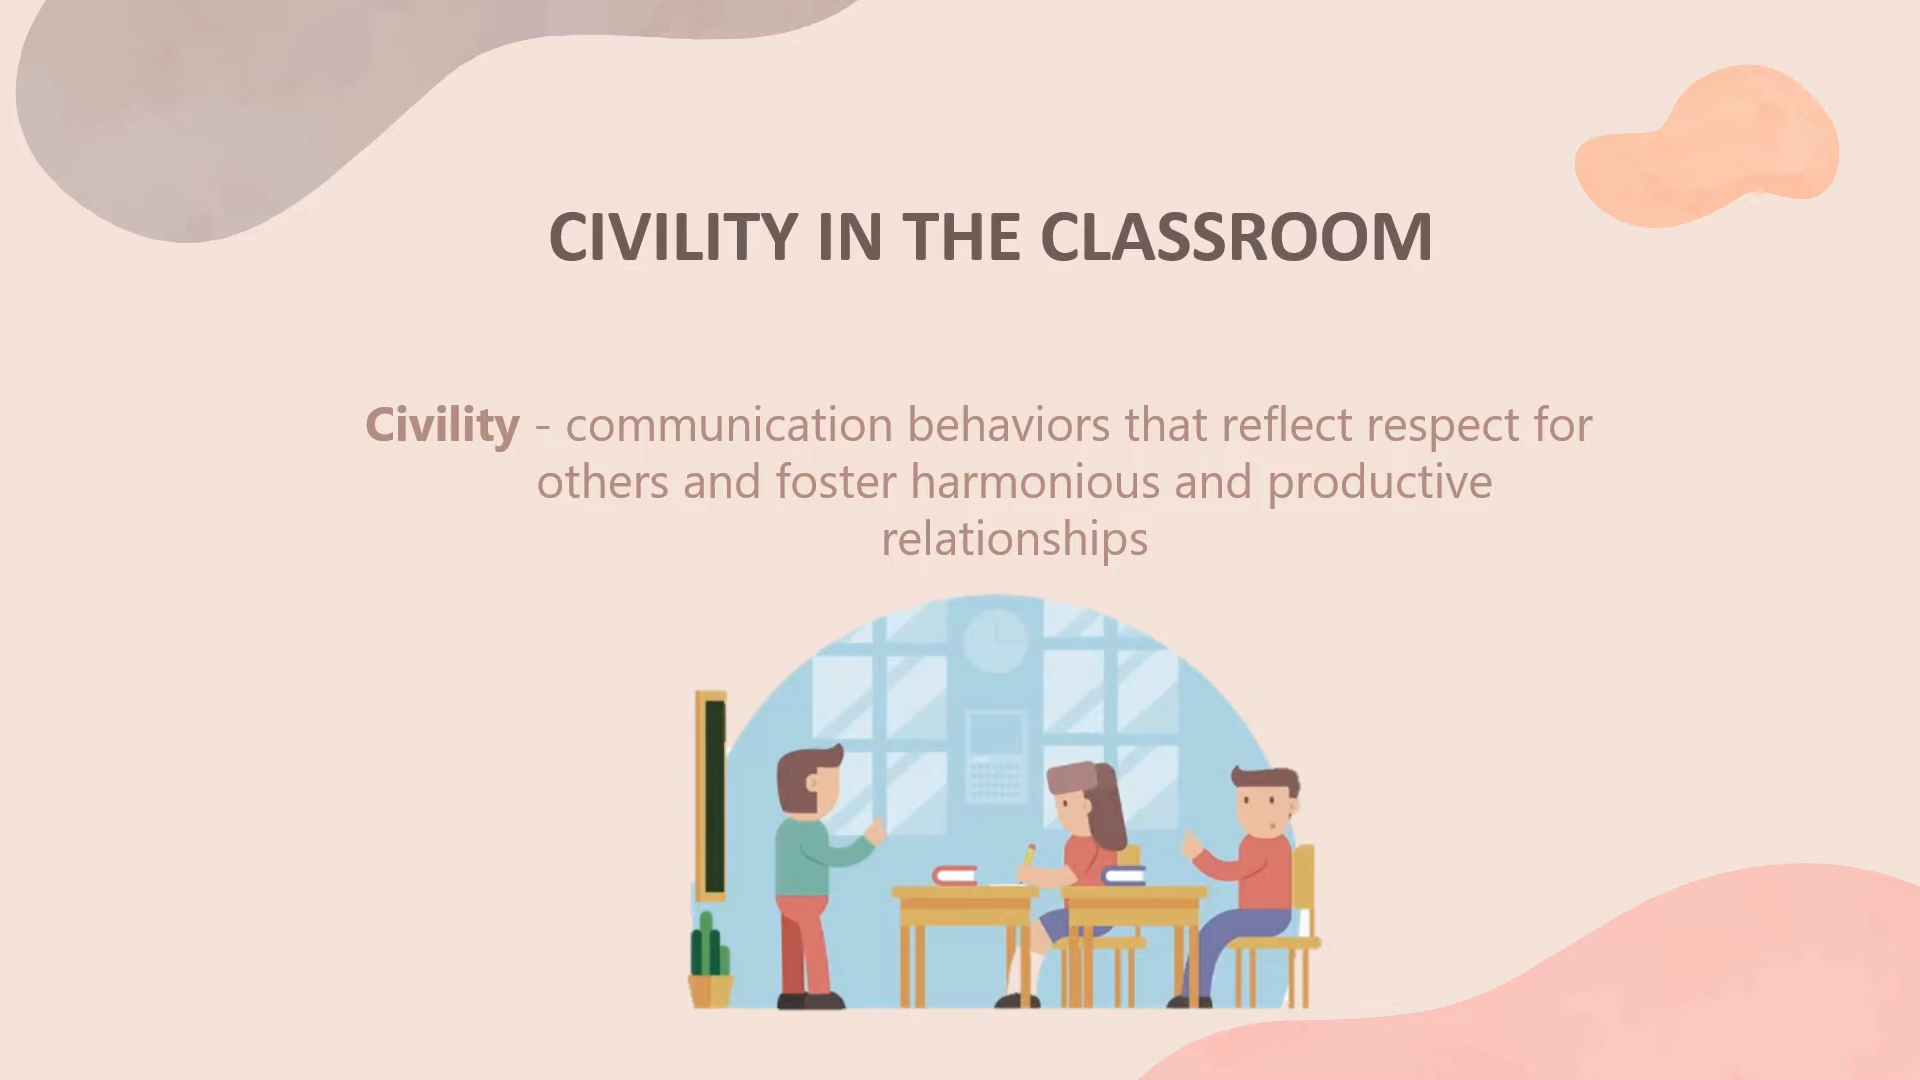 CIVILITY IN THE CLASSROOM
Civility - communication behaviors that reflect respect for
others and foster harmonious and productive
relationships